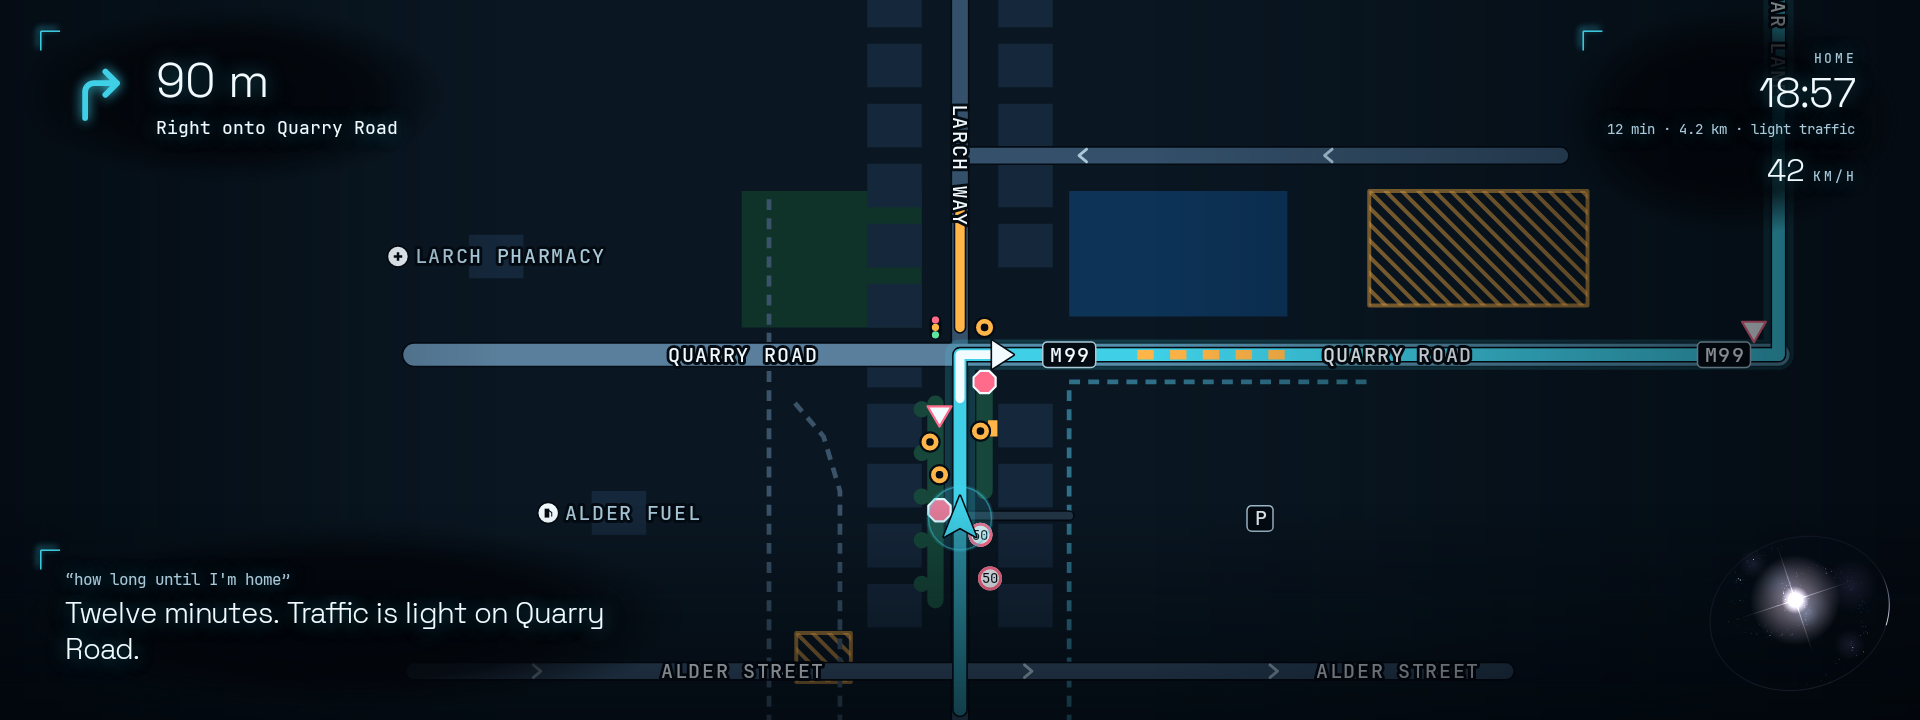 90 m
Right onto Quarry Road
HOME
18:57
12 min · 4.2 km · light traffic
42 KM/H
LARCH WAY
LARCH PHARMACY
QUARRY ROAD
M99
QUARRY ROAD
M99
ALDER FUEL
P
50
50
“how long until I'm home”
Twelve minutes. Traffic is light on Quarry
Road.
ALDER STREET
ALDER STREET